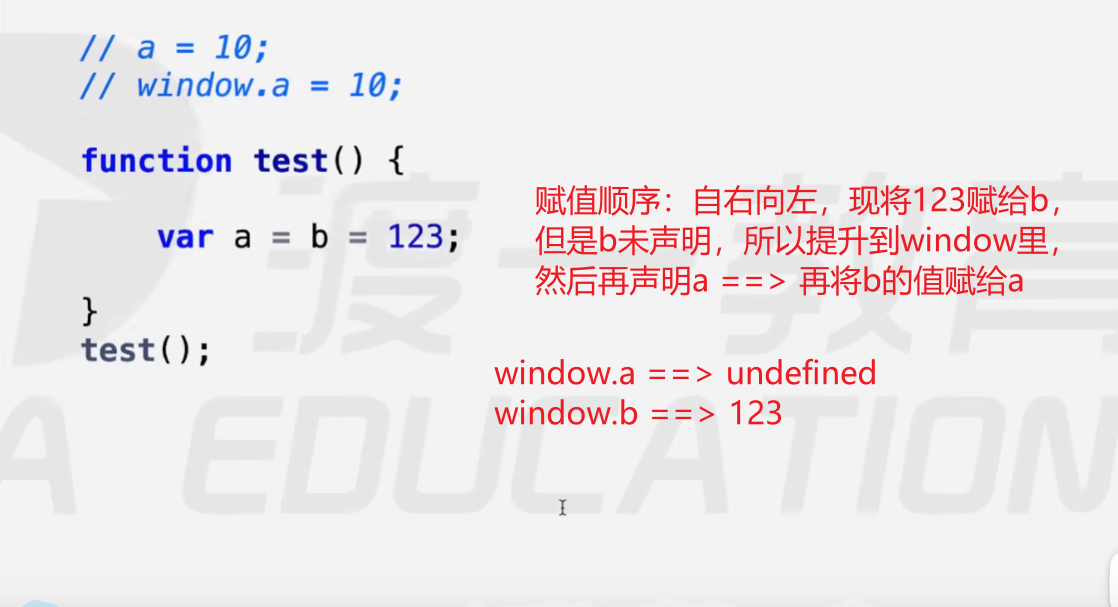 // a = 10;
// window.a = 10;
function test() {
var a = b = 123;
}
test();
赋值顺序：自右向左，现将123赋给b，
但是b未声明，所以提升到window里，
然后再声明a ==> 再将b的值赋给a
window.a ==> undefined
window.b ==> 123
渡一教育
A EDUCATION